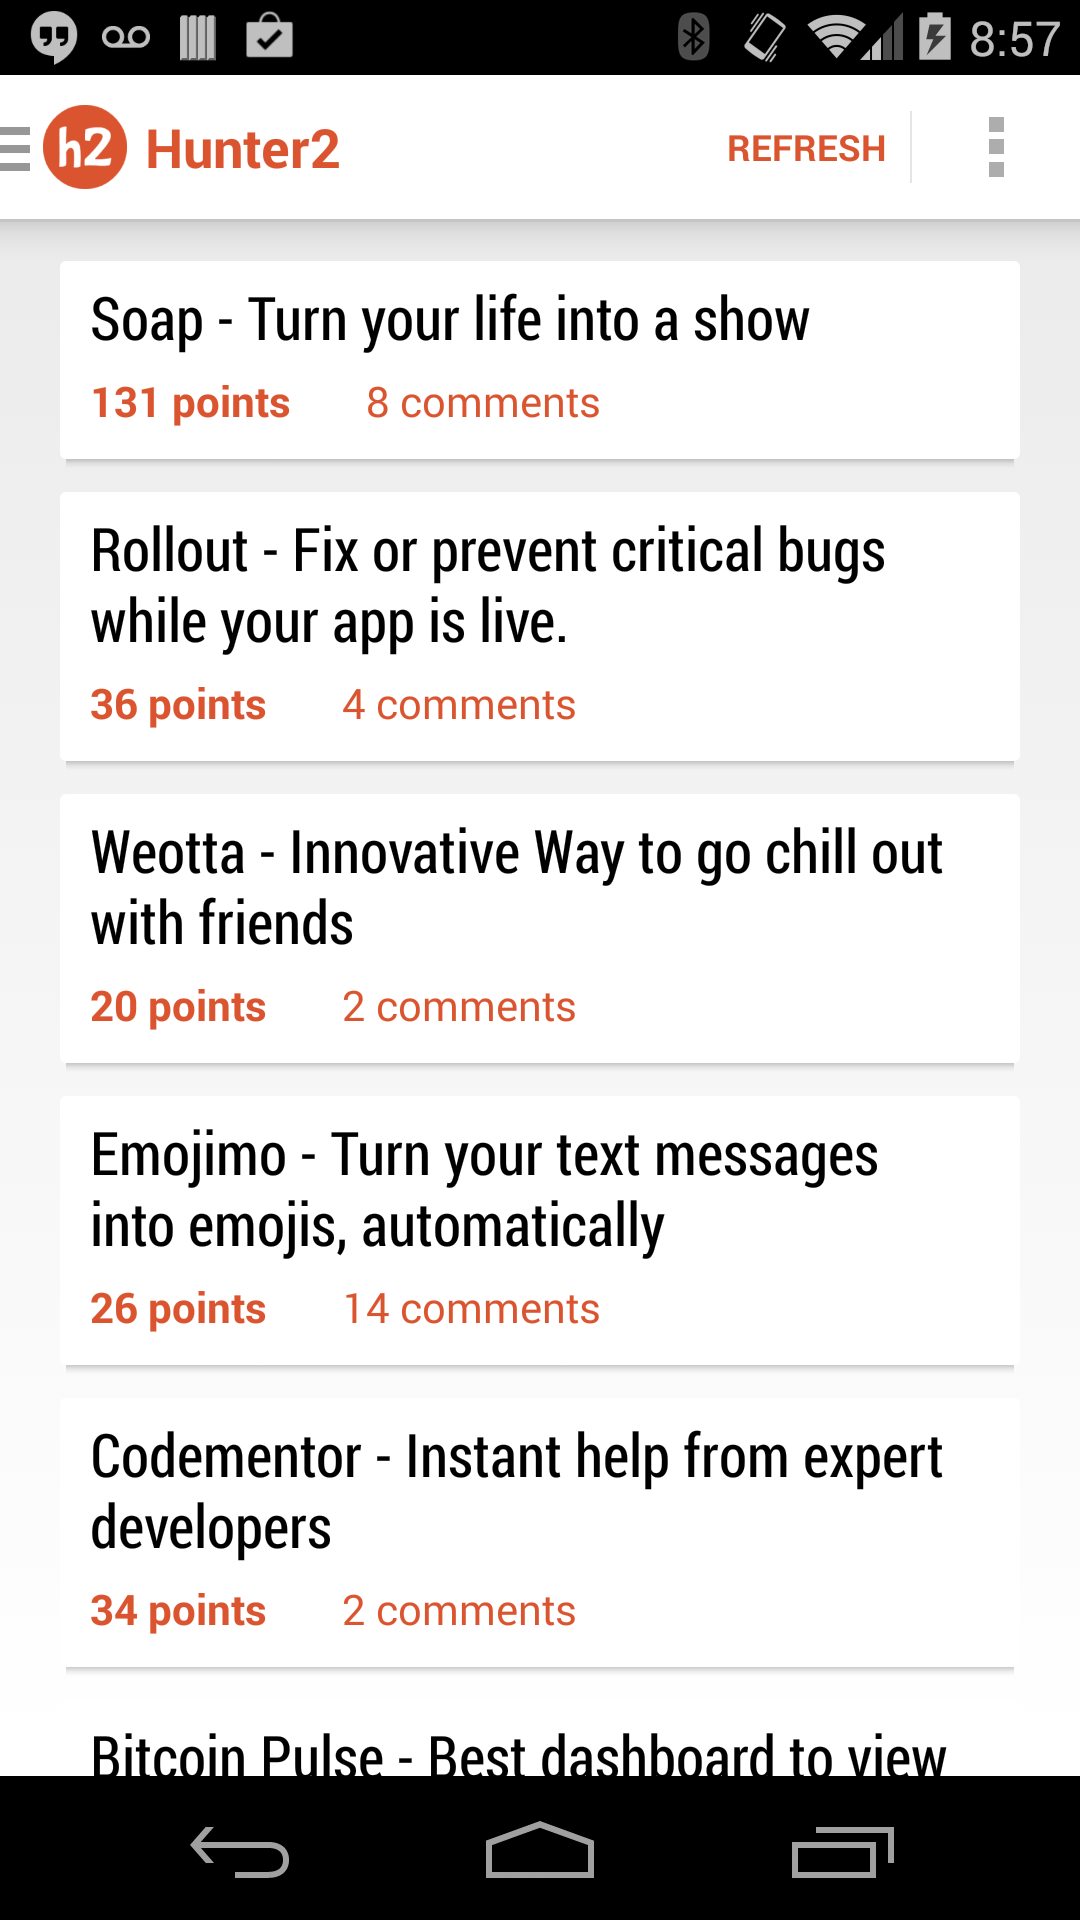 8:57
h2 Hunter2 REFRESH
Soap - Turn your life into a show
131 points 8 comments
Rollout - Fix or prevent critical bugs
while your app is live.
36 points 4 comments
Weotta - Innovative Way to go chill out
with friends
20 points 2 comments
Emojimo - Turn your text messages
into emojis, automatically
26 points 14 comments
Codementor - Instant help from expert
developers
34 points 2 comments
Bitcoin Pulse - Best dashboard to view